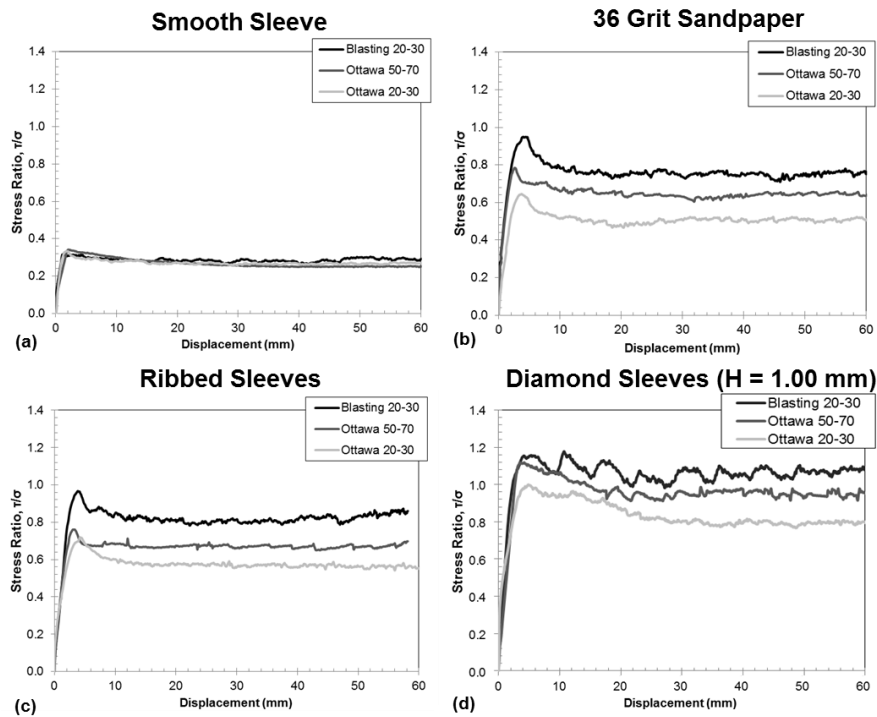 Smooth Sleeve
1.4
1.2
1.0
0.8
0.6
0.4
0.2
0.0
Stress Ratio, τ/σ
Blasting 20-30
Ottawa 50-70
Ottawa 20-30
0 10 20 30 40 50 60
Displacement (mm)
(a)
36 Grit Sandpaper
1.4
1.2
1.0
0.8
0.6
0.4
0.2
0.0
Stress Ratio, τ/σ
Blasting 20-30
Ottawa 50-70
Ottawa 20-30
0 10 20 30 40 50 60
Displacement (mm)
(b)
Ribbed Sleeves
1.4
1.2
1.0
0.8
0.6
0.4
0.2
0.0
Stress Ratio, τ/σ
Blasting 20-30
Ottawa 50-70
Ottawa 20-30
0 10 20 30 40 50 60
Displacement (mm)
(c)
Diamond Sleeves (H = 1.00 mm)
1.4
1.2
1.0
0.8
0.6
0.4
0.2
0.0
Stress Ratio, τ/σ
Blasting 20-30
Ottawa 50-70
Ottawa 20-30
0 10 20 30 40 50 60
Displacement (mm)
(d)